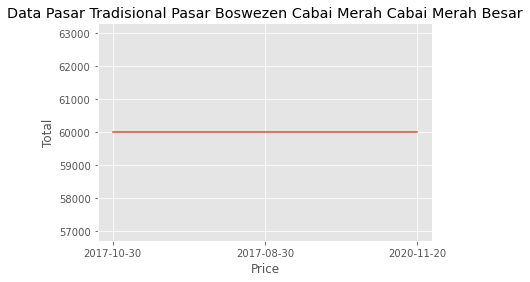 Data Pasar Tradisional Pasar Boswezen Cabai Merah Cabai Merah Besar
63000
62000
61000
60000
59000
58000
57000
Total
2017-10-30 2017-08-30 2020-11-20
Price